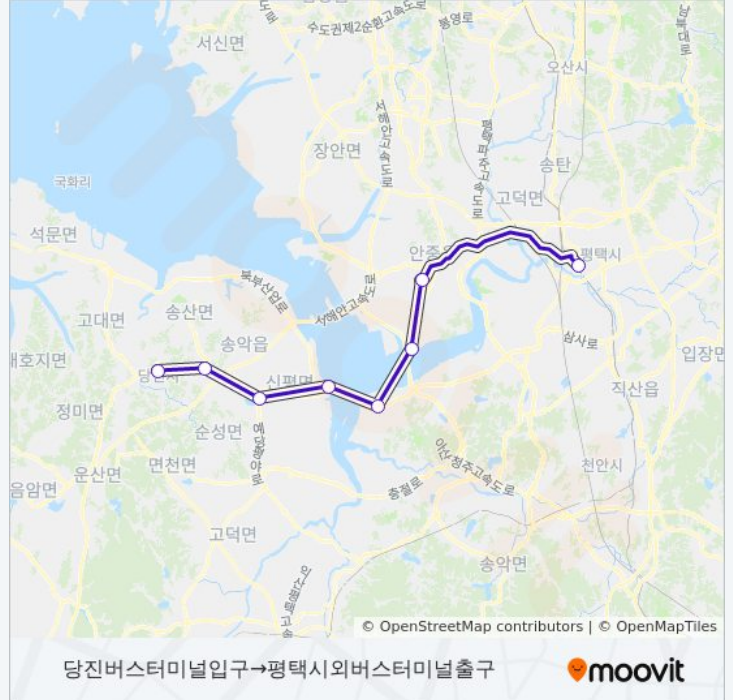 서신면
수도권제2순환고속도로
봉영로
남북대로
오산시
서해안고속도로
장안면
평택파주고속도로
송탄
고덕면
국화리
석문면
안중읍
평택시
북부산업로
서해안고속도로
송산면
고대면
송악읍
삼사로
대호지면
입장면
당진시
신평면
직산읍
정미면
순성면
예당평야로
아산청주고속도로
면천면
운산면
천안시
음암면
충절로
고덕면
송악면
© OpenStreetMap contributors | © OpenMapTiles
당진버스터미널입구→평택시외버스터미널출구
moovit